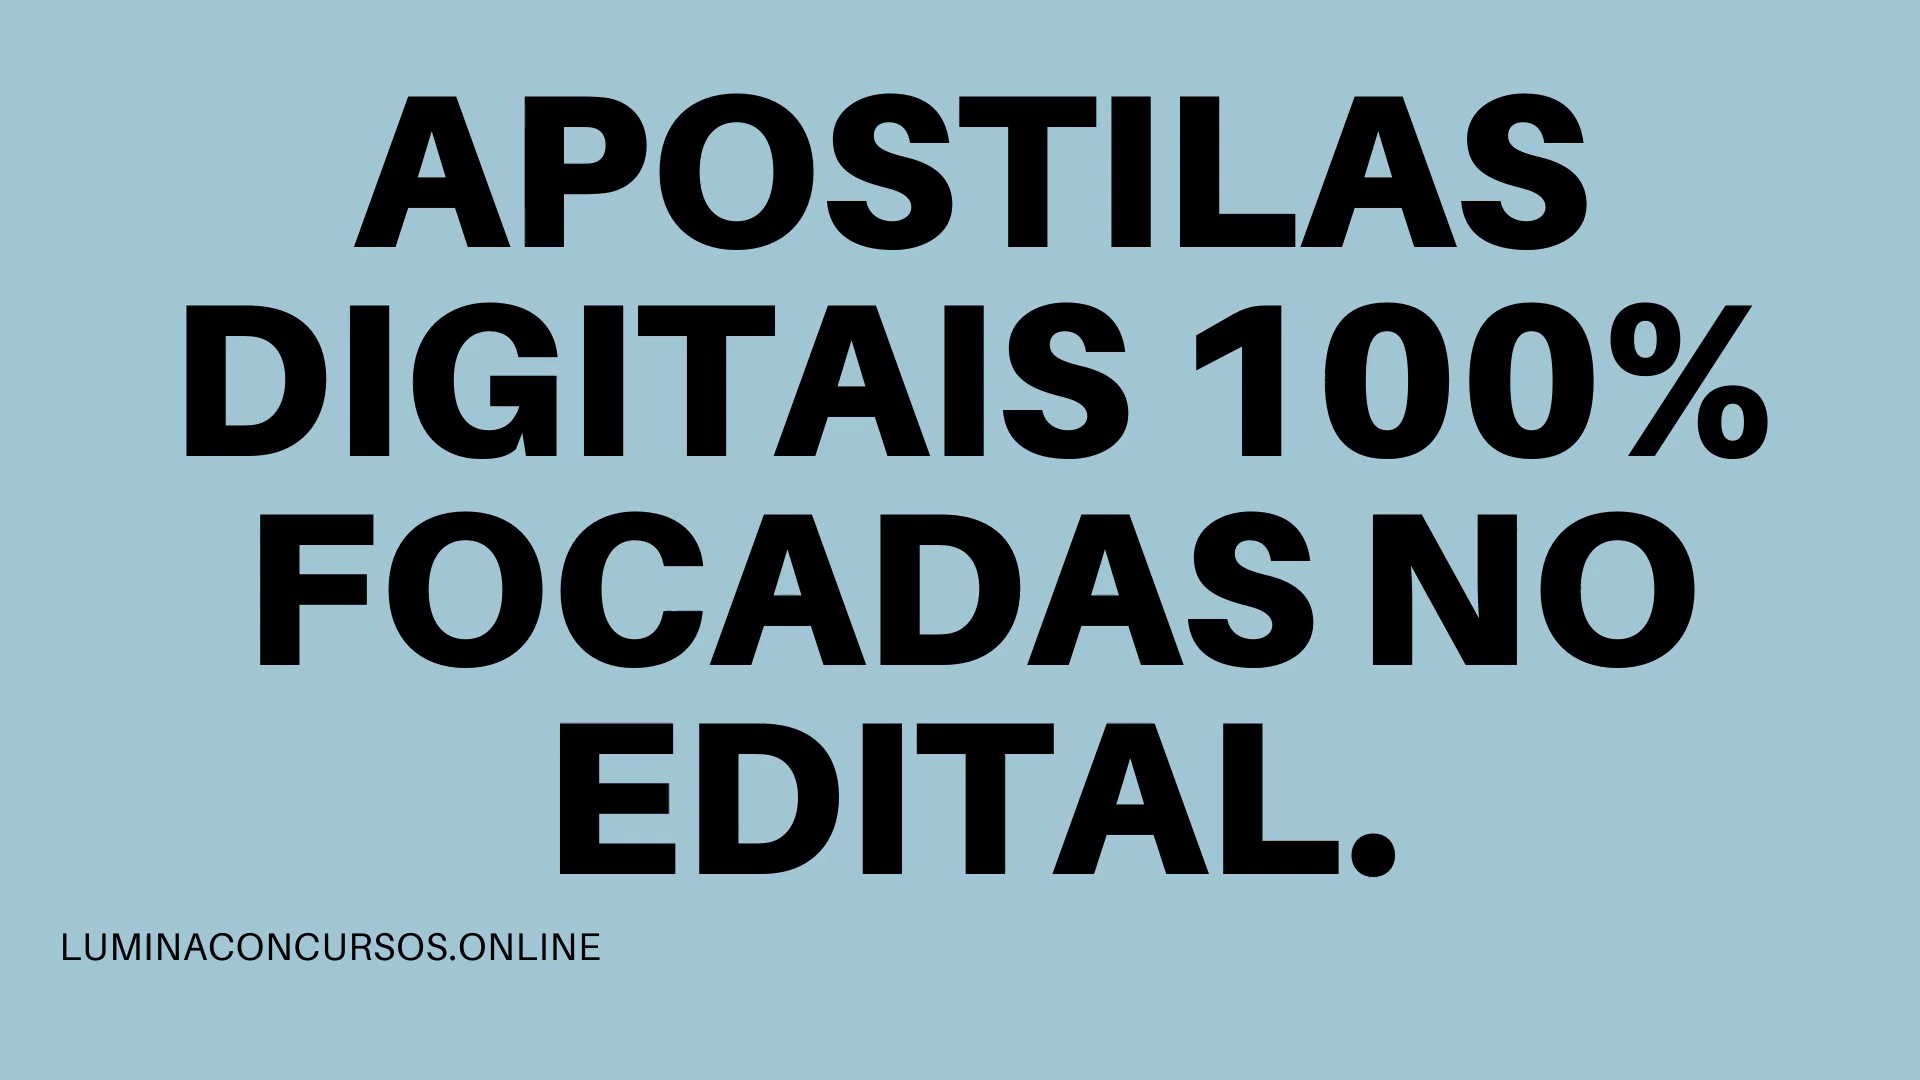 APOSTILAS
DIGITAIS 100%
FOCADAS NO
EDITAL.
LUMINACONCURSOS.ONLINE